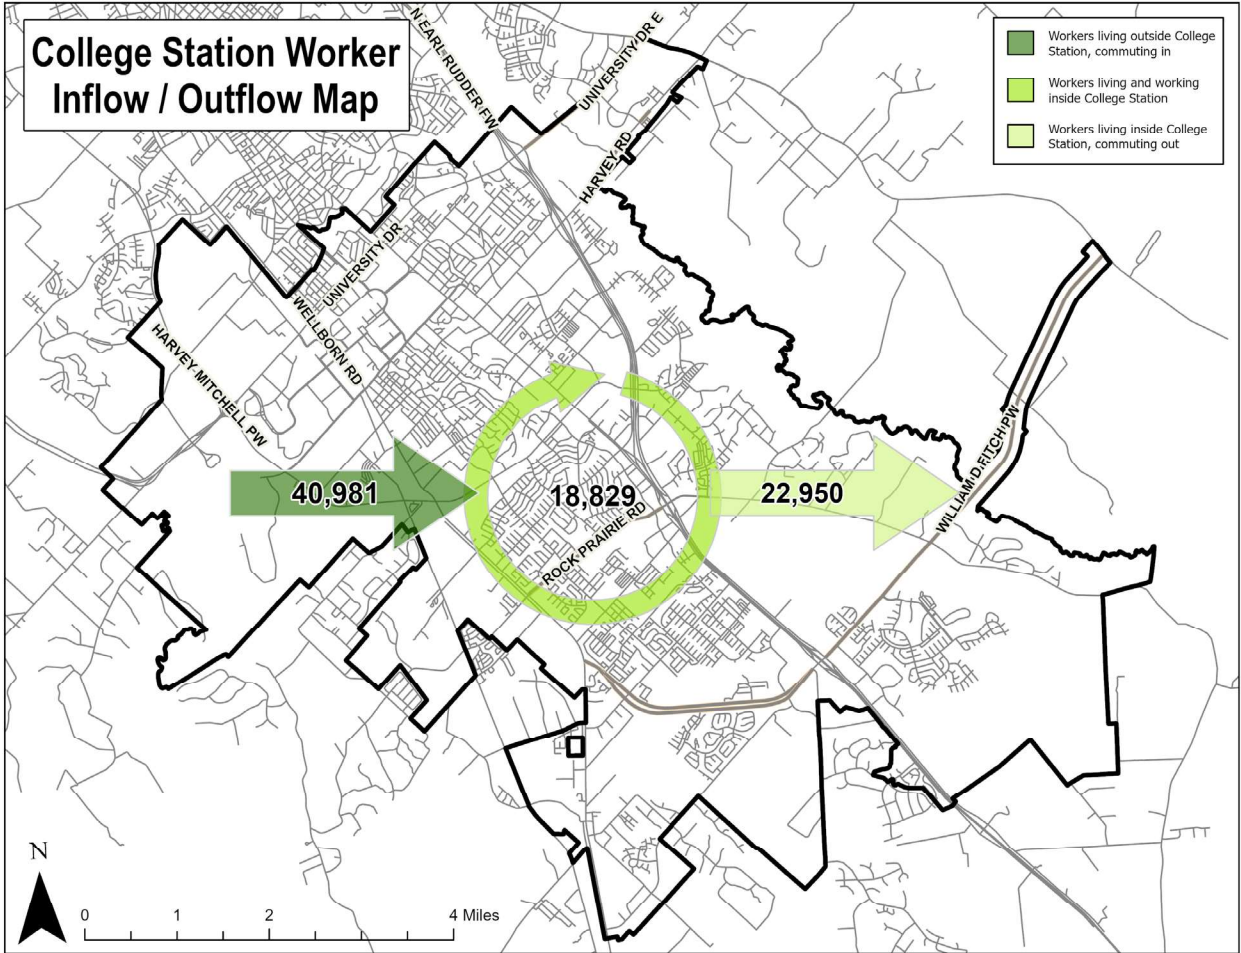 College Station Worker
Inflow / Outflow Map
N EARL RUDDER FW
UNIVERSITY DR E
HARVEY RD
Workers living outside College
Station, commuting in
Workers living and working
inside College Station
Workers living inside College
Station, commuting out
UNIVERSITY DR
WELLBORN RD
HARVEY MITCHELL PW
40,981
18,829
22,950
ROCK PRAIRIE RD
WILLIAM D.FITCH PW
N
0 1 2 4 Miles